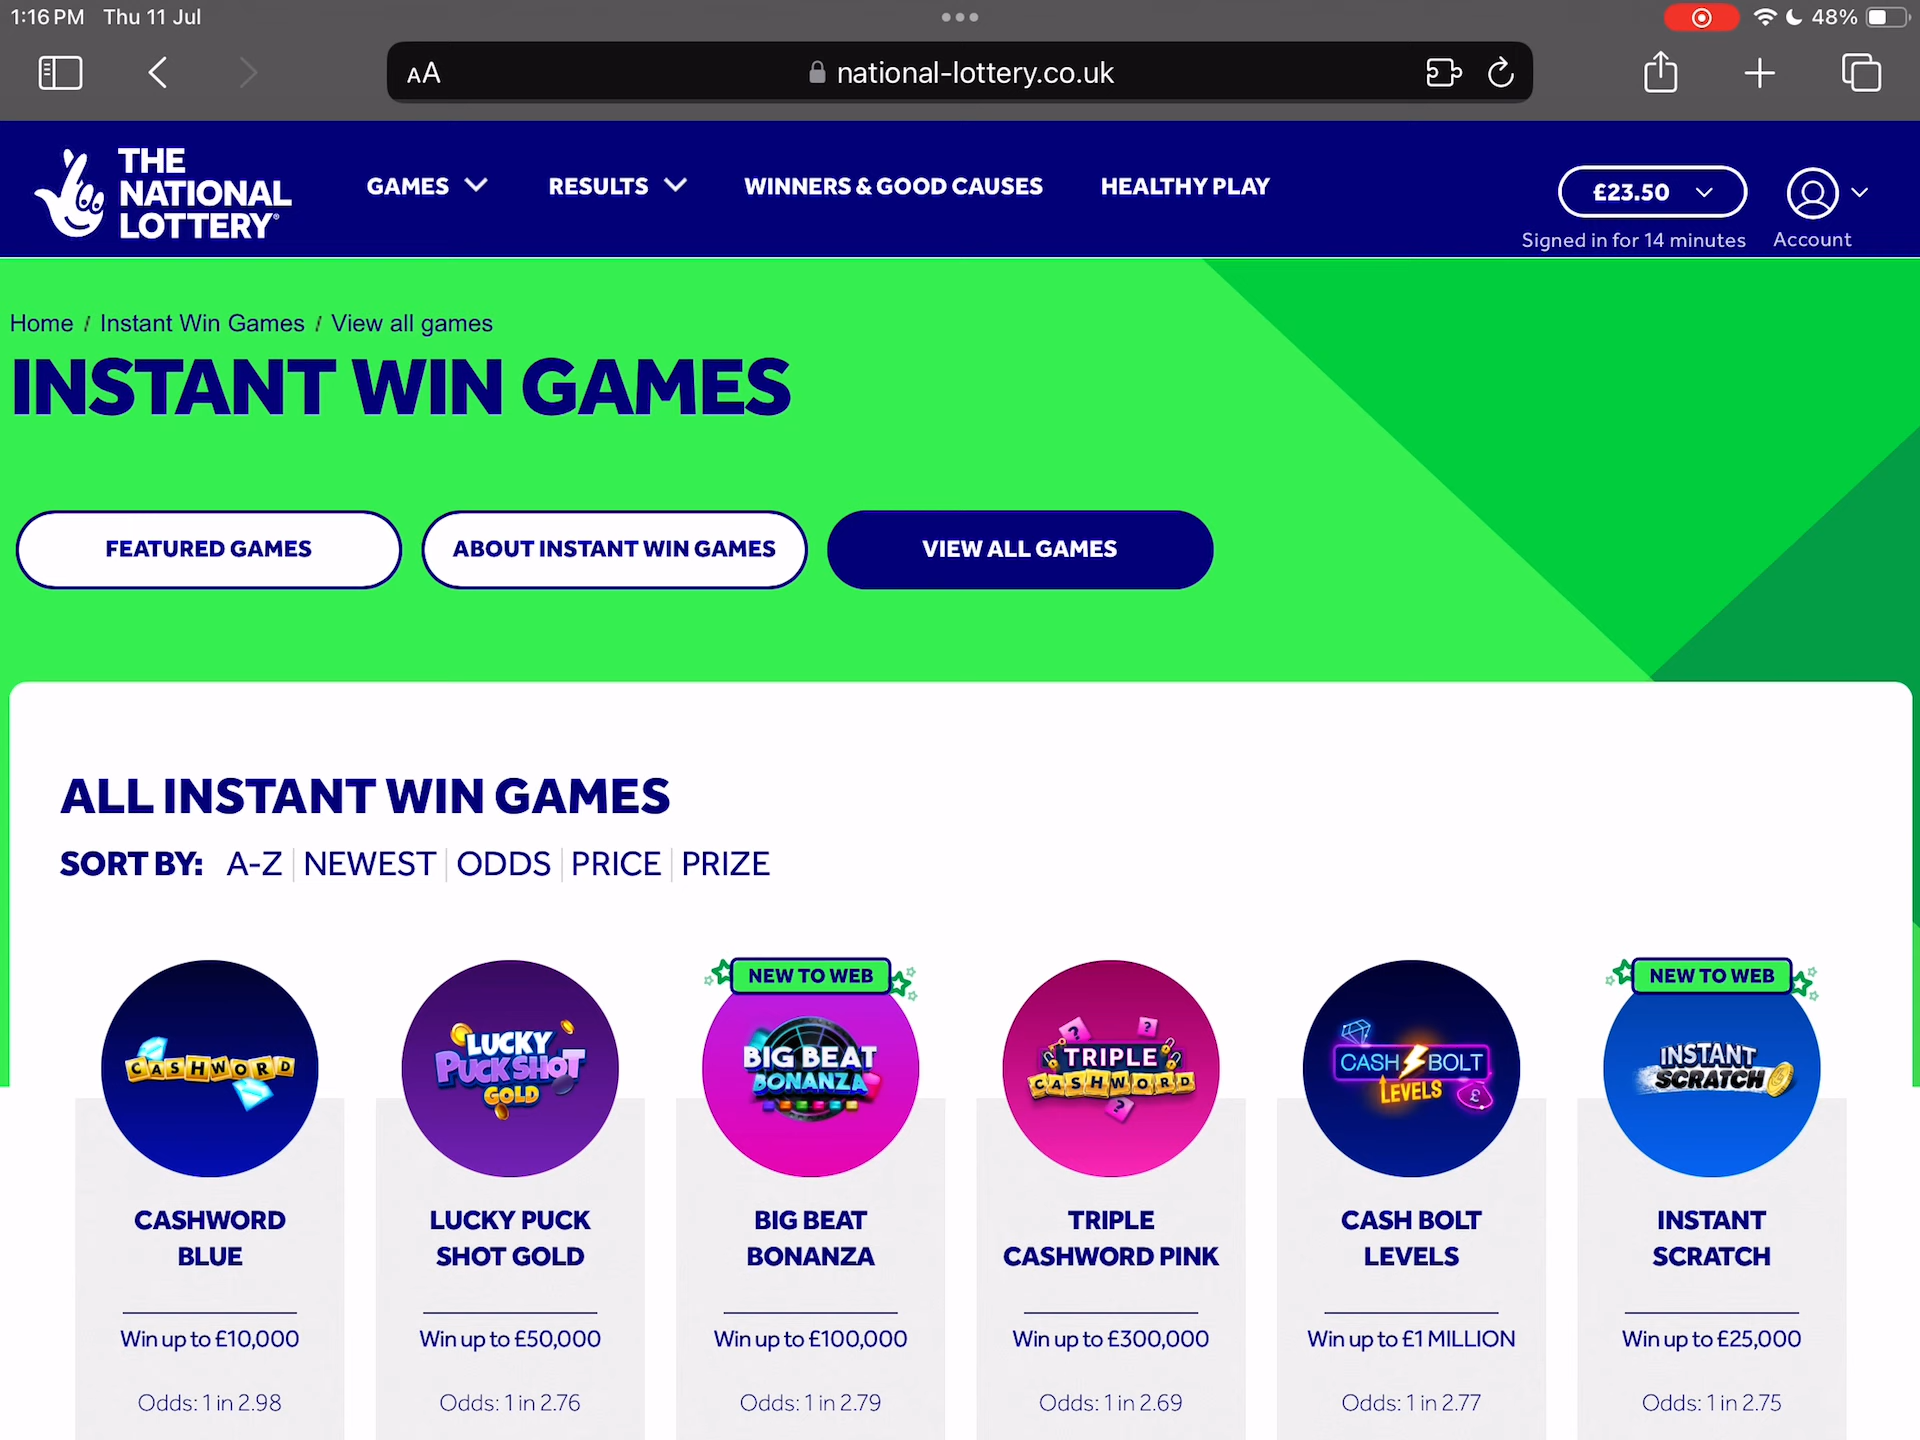 1:16 PM Thu 11 Jul
48%
AA
national-lottery.co.uk
THE
NATIONAL
LOTTERY®
GAMES
RESULTS
WINNERS & GOOD CAUSES
HEALTHY PLAY
£23.50
Signed in for 14 minutes
Account
Home / Instant Win Games / View all games
INSTANT WIN GAMES
FEATURED GAMES
ABOUT INSTANT WIN GAMES
VIEW ALL GAMES
ALL INSTANT WIN GAMES
SORT BY: A-Z NEWEST ODDS PRICE PRIZE
CASHWORD
CASHWORD
BLUE
Win up to £10,000
Odds: 1 in 2.98
LUCKY
PUCK SHOT
GOLD
LUCKY PUCK
SHOT GOLD
Win up to £50,000
Odds: 1 in 2.76
NEW TO WEB
BIG BEAT
BONANZA
BIG BEAT
BONANZA
Win up to £100,000
Odds: 1 in 2.79
? ?
TRIPLE
CASHWORD
?
TRIPLE
CASHWORD PINK
Win up to £300,000
Odds: 1 in 2.69
CASH BOLT
LEVELS
£
CASH BOLT
LEVELS
Win up to £1 MILLION
Odds: 1 in 2.77
NEW TO WEB
INSTANT
SCRATCH
INSTANT
SCRATCH
Win up to £25,000
Odds: 1 in 2.75